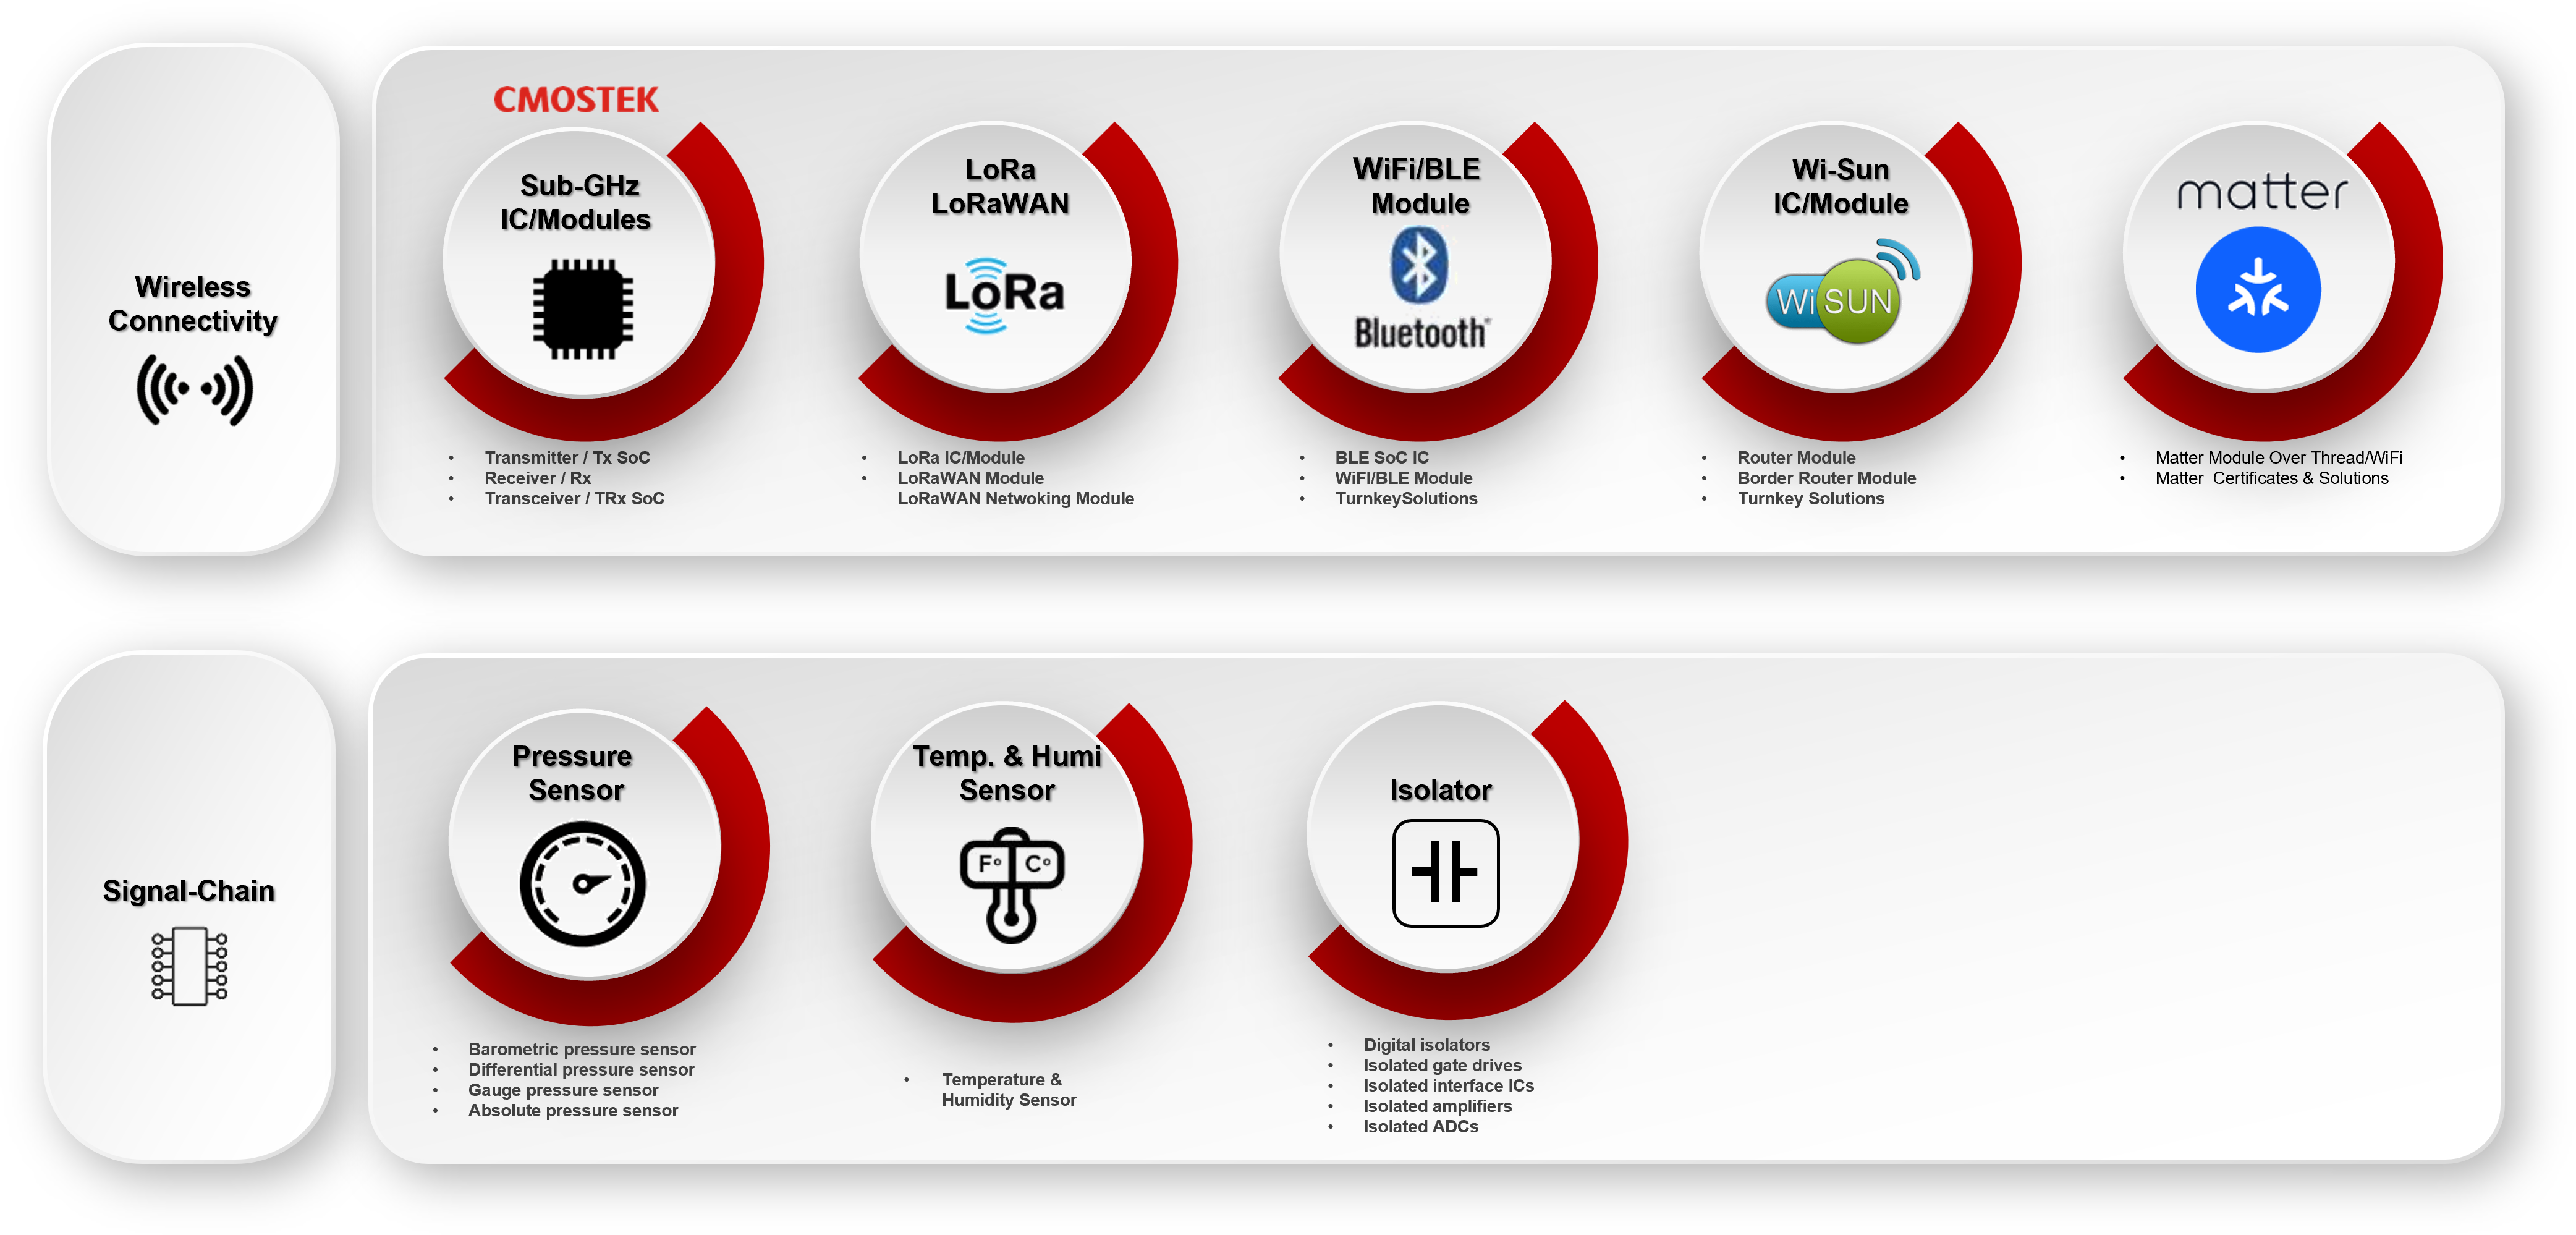 Wireless
Connectivity
CMOSTEK
Sub-GHz
IC/Modules
• Transmitter / Tx SoC
• Receiver / Rx
• Transceiver / TRx SoC
LoRa
LoRaWAN
LoRa
• LoRa IC/Module
• LoRaWAN Module
LoRaWAN Netwoking Module
WiFi/BLE
Module
Bluetooth
• BLE SoC IC
• WiFI/BLE Module
• TurnkeySolutions
Wi-Sun
IC/Module
Wi SUN
• Router Module
• Border Router Module
• Turnkey Solutions
matter
• Matter Module Over Thread/WiFi
• Matter  Certificates & Solutions
Signal-Chain
Pressure
Sensor
• Barometric pressure sensor
• Differential pressure sensor
• Gauge pressure sensor
• Absolute pressure sensor
Temp. & Humi
Sensor
F° C°
• Temperature &
Humidity Sensor
Isolator
• Digital isolators
• Isolated gate drives
• Isolated interface ICs
• Isolated amplifiers
• Isolated ADCs